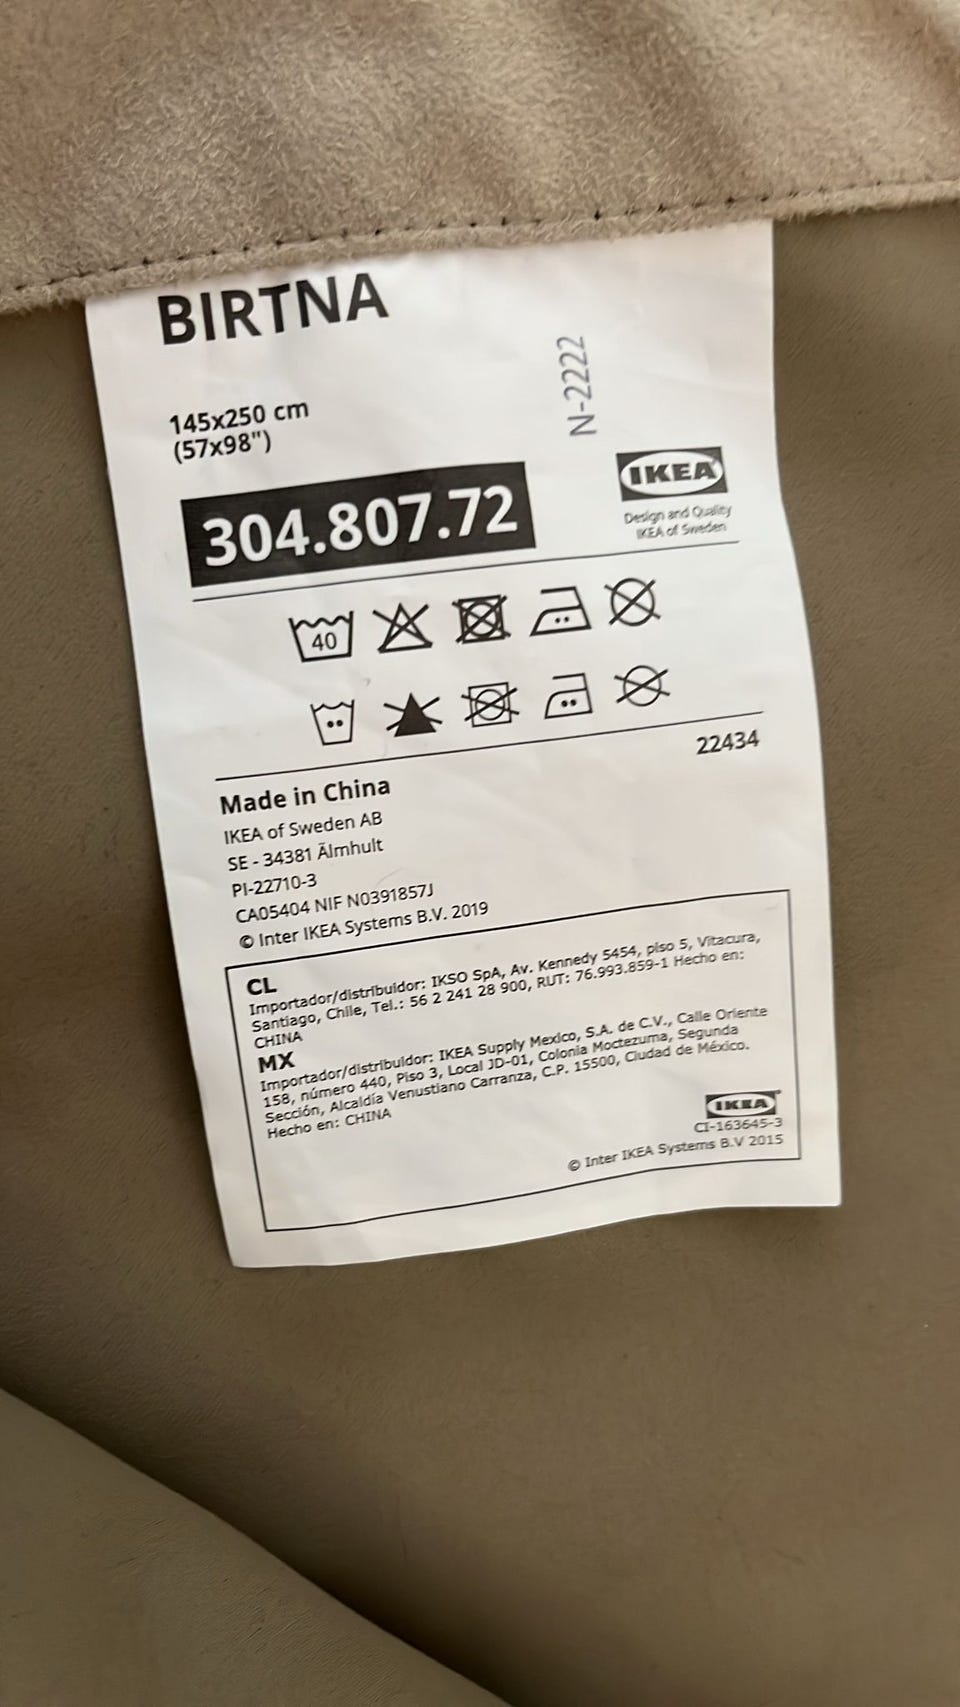 BIRTNA
N-2222
145x250 cm
(57x98")
304.807.72
IKEA
Design and Quality
IKEA of Sweden
40
22434
Made in China
IKEA of Sweden AB
SE - 34381 Älmhult
PI-22710-3
CA05404 NIF N0391857J
© Inter IKEA Systems B.V. 2019
CL
Importador/distribuidor: IKSO SpA, Av. Kennedy 5454, piso 5, Vitacura,
Santiago, Chile, Tel.: 56 2 241 28 900, RUT: 76.993.859-1 Hecho en:
CHINA
MX
Importador/distribuidor: IKEA Supply Mexico, S.A. de C.V., Calle Oriente
158, número 440, Piso 3, Local JD-01, Colonia Moctezuma, Segunda
Sección, Alcaldía Venustiano Carranza, C.P. 15500, Ciudad de México.
Hecho en: CHINA
IKEA
CI-163645-3
© Inter IKEA Systems B.V 2015